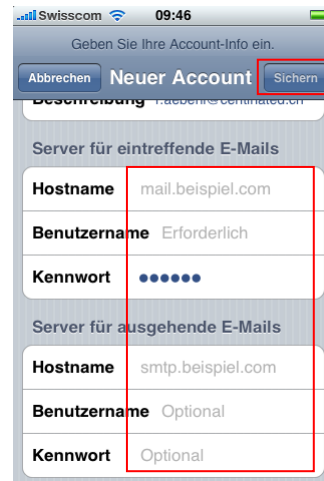 Swisscom 09:46
Geben Sie Ihre Account-Info ein.
Abbrechen Neuer Account Sichern
Beschreibung
Server für eintreffende E-Mails
Hostname mail.beispiel.com
Benutzername Erforderlich
Kennwort ●●●●●●
Server für ausgehende E-Mails
Hostname smtp.beispiel.com
Benutzername Optional
Kennwort Optional